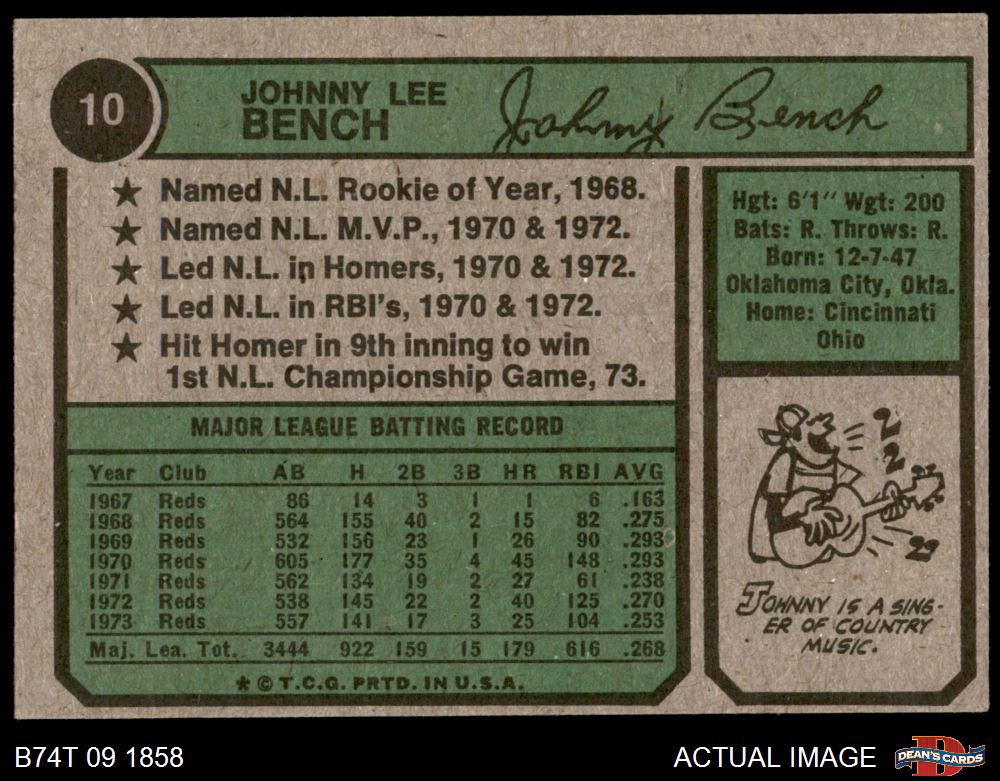 10
JOHNNY LEE
BENCH
Johnny Bench
★ Named N.L. Rookie of Year, 1968.
★ Named N.L. M.V.P., 1970 & 1972.
★ Led N.L. in Homers, 1970 & 1972.
★ Led N.L. in RBI's, 1970 & 1972.
★ Hit Homer in 9th inning to win
1st N.L. Championship Game, 73.
Hgt: 6'1" Wgt: 200
Bats: R. Throws: R.
Born: 12-7-47
Oklahoma City, Okla.
Home: Cincinnati
Ohio
MAJOR LEAGUE BATTING RECORD
Year Club AB H 2B 3B HR RBI AVG
1967 Reds 86 14 3 1 1 6 .163
1968 Reds 564 155 40 2 15 82 .275
1969 Reds 532 156 23 1 26 90 .293
1970 Reds 605 177 35 4 45 148 .293
1971 Reds 562 134 19 2 27 61 .238
1972 Reds 538 145 22 2 40 125 .270
1973 Reds 557 141 17 3 25 104 .253
Maj. Lea. Tot. 3444 922 159 15 179 616 .268
★ © T.C.G. PRTD. IN U.S.A.
JOHNNY IS A SING-
ER OF COUNTRY
MUSIC.
B74T 09 1858
ACTUAL IMAGE
DEAN'S CARDS